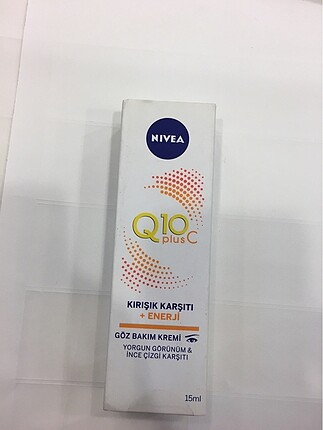 NIVEA
Q10
plus C
KIRIŞIK KARŞITI
+ ENERJİ
GÖZ BAKIM KREMİ
YORGUN GÖRÜNÜM &
İNCE ÇİZGİ KARŞITI
15ml